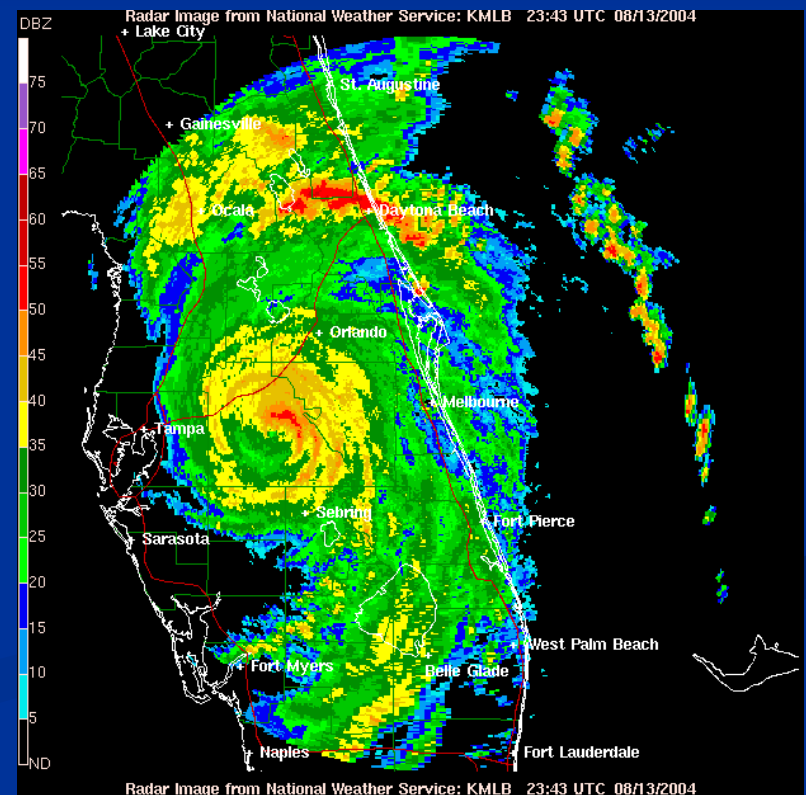 DBZ
Radar Image from National Weather Service: KMLB 23:43 UTC 08/13/2004
Lake City
75
St. Augustine
70
Gainesville
65
60
Ocala
Daytona Beach
55
50
Orlando
45
40
Melbourne
Tampa
35
30
Sebring
Fort Pierce
25
Sarasota
20
15
West Palm Beach
10
Fort Myers
Belle Glade
5
Naples
Fort Lauderdale
ND
Radar Image from National Weather Service: KMLB 23:43 UTC 08/13/2004